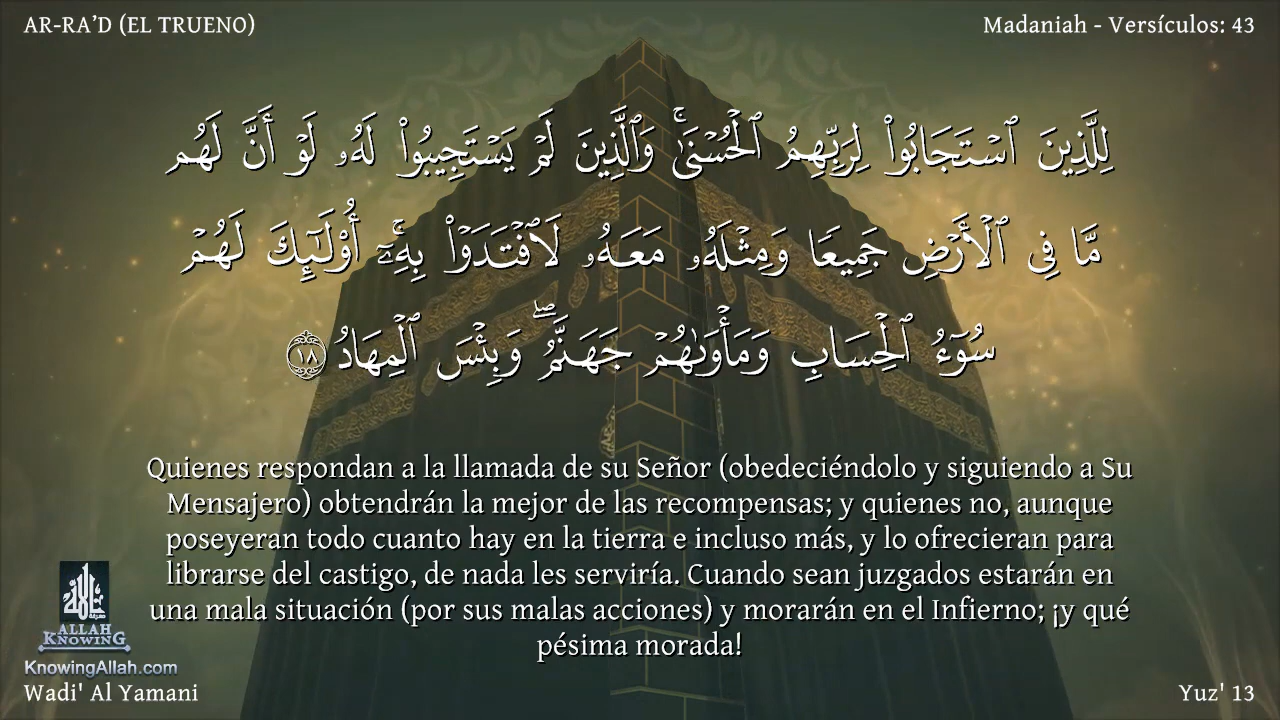 AR-RA’D (EL TRUENO)
Madaniah - Versículos: 43
لِلَّذِينَ ٱسْتَجَابُوا۟ لِرَبِّهِمُ ٱلْحُسْنَىٰ ۚ وَٱلَّذِينَ لَمْ يَسْتَجِيبُوا۟ لَهُۥ لَوْ أَنَّ لَهُم
مَّا فِى ٱلْأَرْضِ جَمِيعًا وَمِثْلَهُۥ مَعَهُۥ لَٱفْتَدَوْا۟ بِهِۦٓ ۚ أُو۟لَـٰٓئِكَ لَهُمْ
سُوٓءُ ٱلْحِسَابِ وَمَأْوَىٰهُمْ جَهَنَّمُ ۖ وَبِئْسَ ٱلْمِهَادُ ١٨
Quienes respondan a la llamada de su Señor (obedeciéndolo y siguiendo a Su
Mensajero) obtendrán la mejor de las recompensas; y quienes no, aunque
poseyeran todo cuanto hay en la tierra e incluso más, y lo ofrecieran para
librarse del castigo, de nada les serviría. Cuando sean juzgados estarán en
una mala situación (por sus malas acciones) y morarán en el Infierno; ¡y qué
pésima morada!
ALLAH
KNOWING
KnowingAllah.com
Wadi' Al Yamani
Yuz' 13